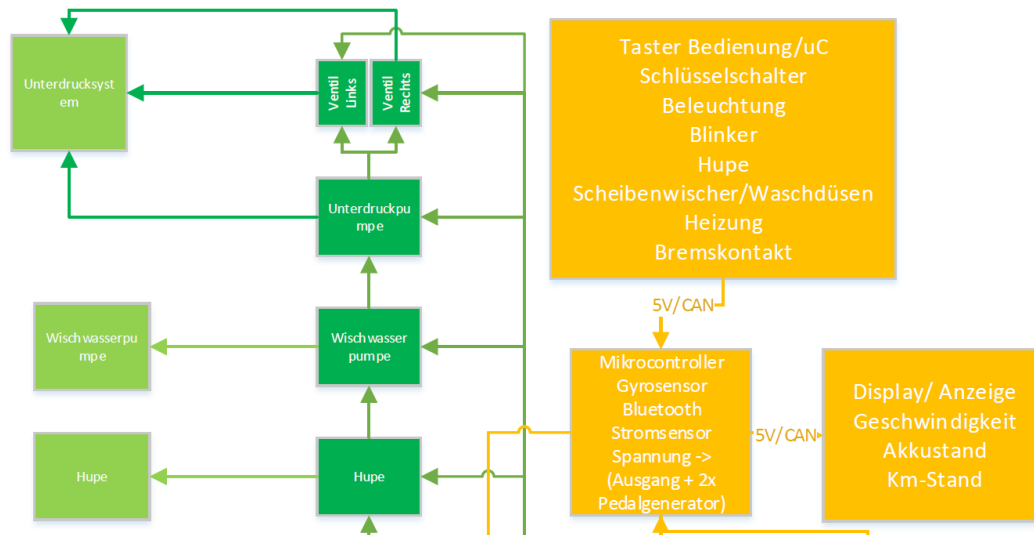 Unterdrucksyst
em
Ventil
Links
Ventil
Rechts
Unterdruckpu
mpe
Wischwasserpu
mpe
Wischwasser
pumpe
Hupe
Hupe
Taster Bedienung/uC
Schlüsselschalter
Beleuchtung
Blinker
Hupe
Scheibenwischer/Waschdüsen
Heizung
Bremskontakt
5V/CAN
Mikrocontroller
Gyrosensor
Bluetooth
Stromsensor
Spannung ->
(Ausgang + 2x
Pedalgenerator)
5V/CAN
Display/ Anzeige
Geschwindigkeit
Akkustand
Km-Stand